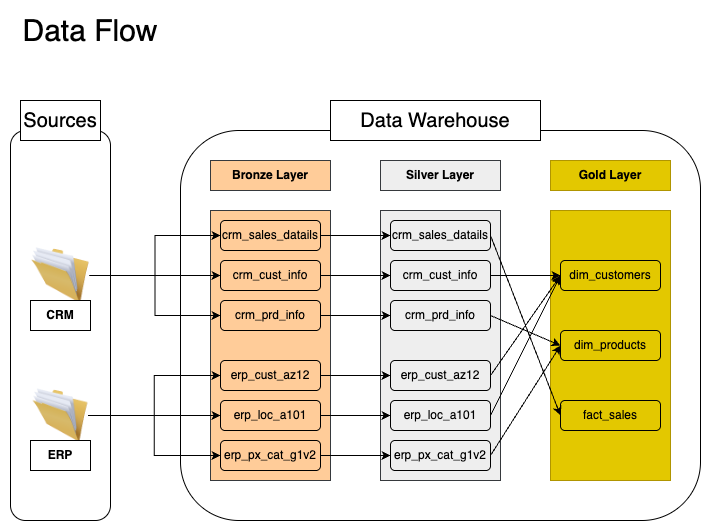 Data Flow
Sources
Data Warehouse
Bronze Layer
Silver Layer
Gold Layer
CRM
ERP
crm_sales_datails
crm_cust_info
crm_prd_info
erp_cust_az12
erp_loc_a101
erp_px_cat_g1v2
crm_sales_datails
crm_cust_info
crm_prd_info
erp_cust_az12
erp_loc_a101
erp_px_cat_g1v2
dim_customers
dim_products
fact_sales